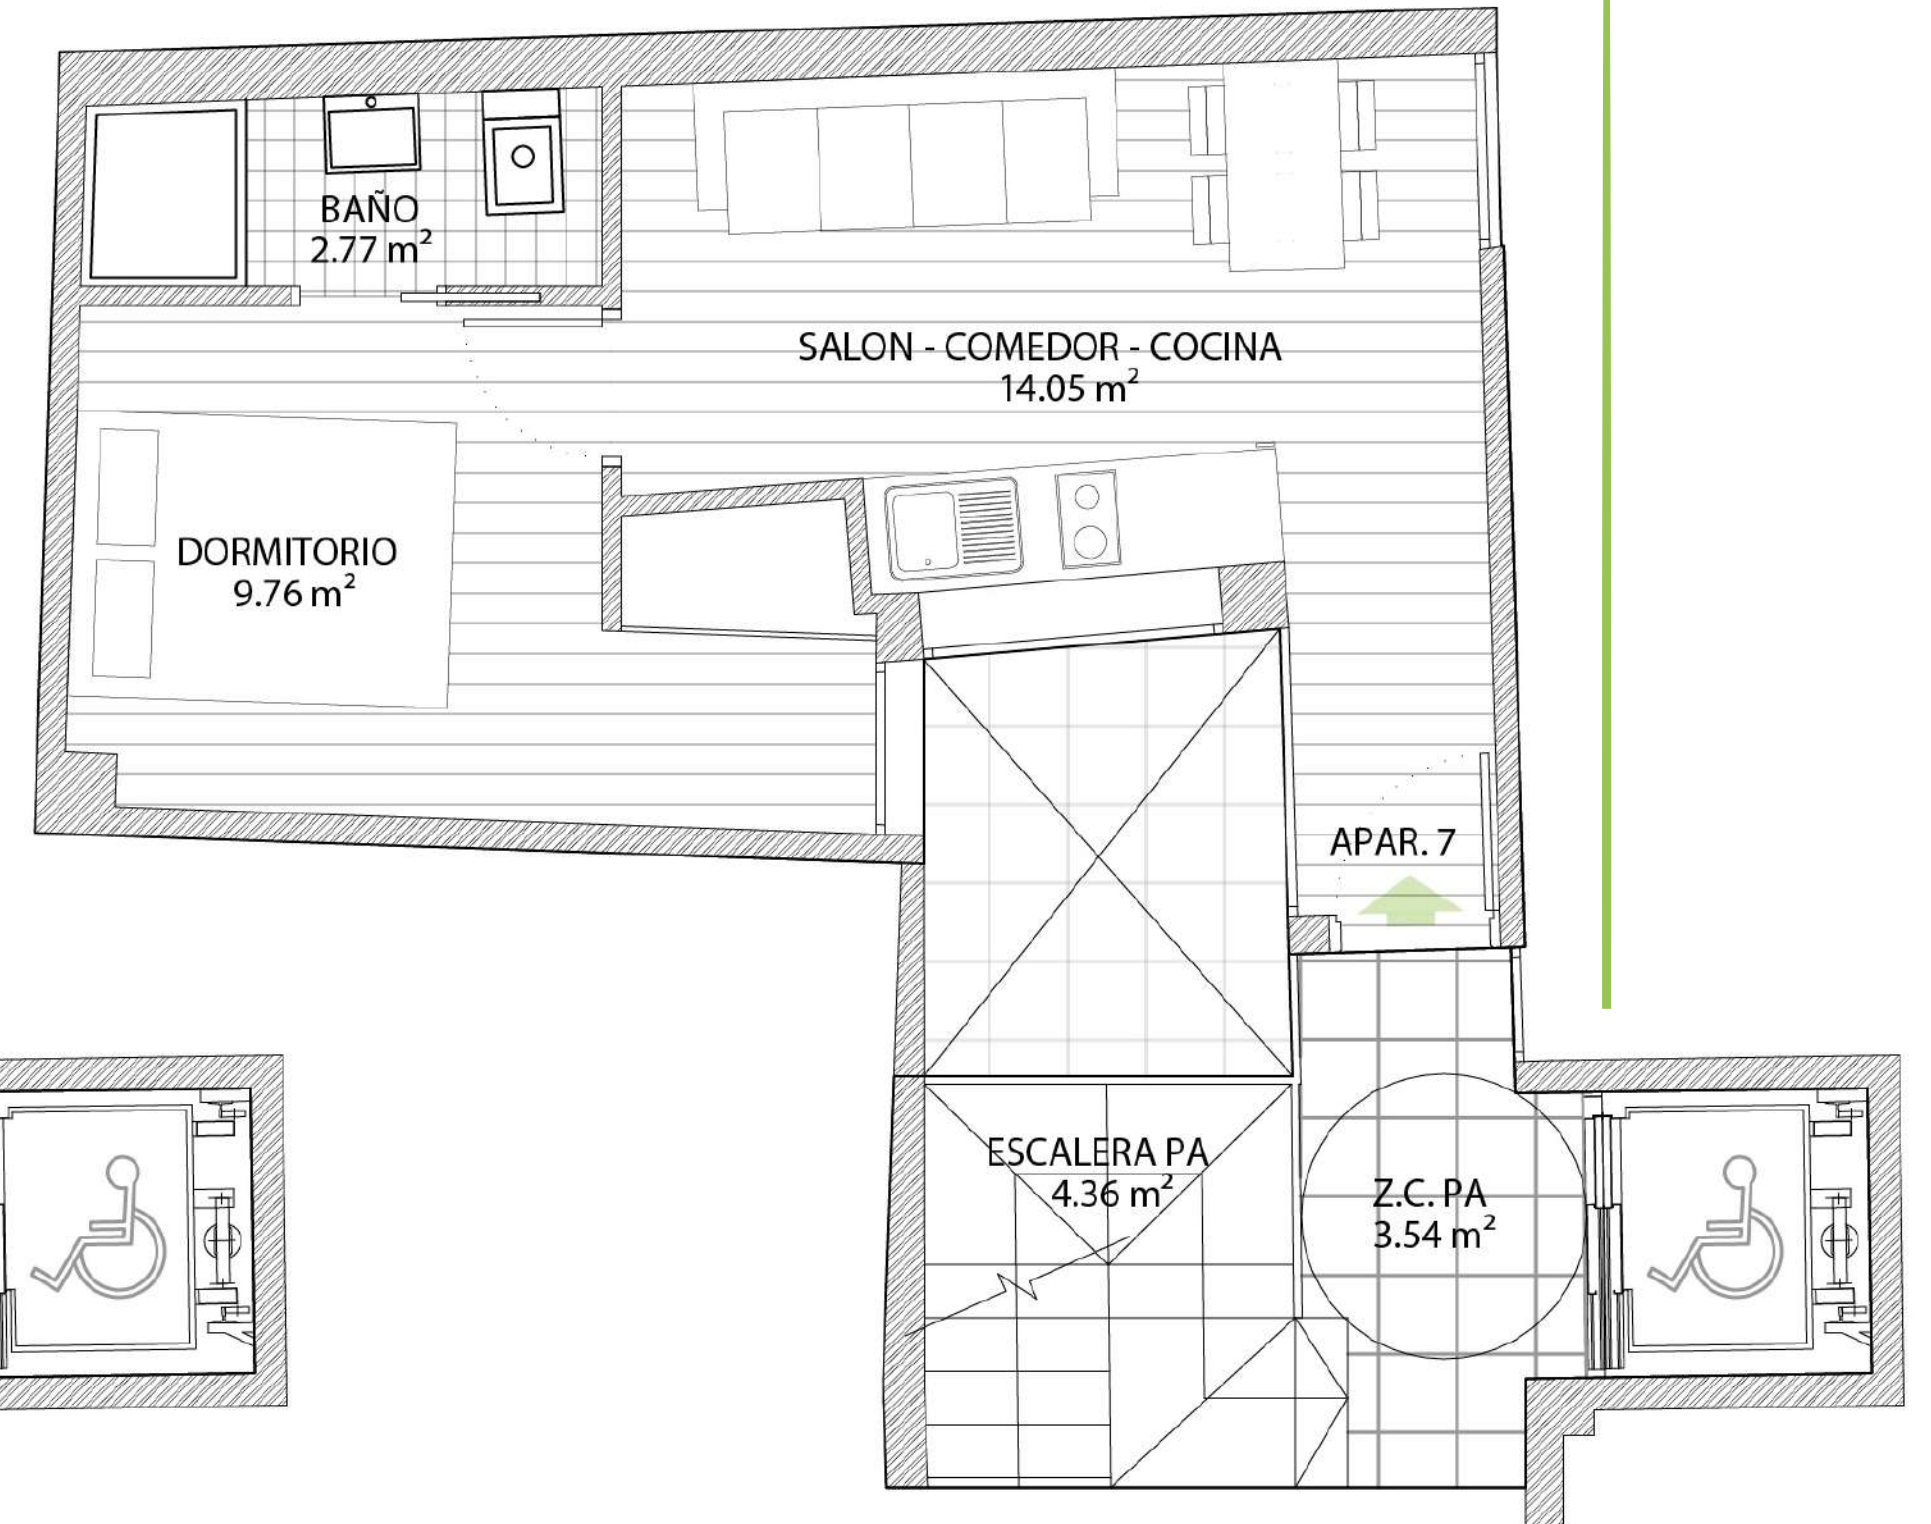 BAÑO
2.77 m²
SALON - COMEDOR - COCINA
14.05 m²
DORMITORIO
9.76 m²
APAR. 7
ESCALERA PA
4.36 m²
Z.C. PA
3.54 m²